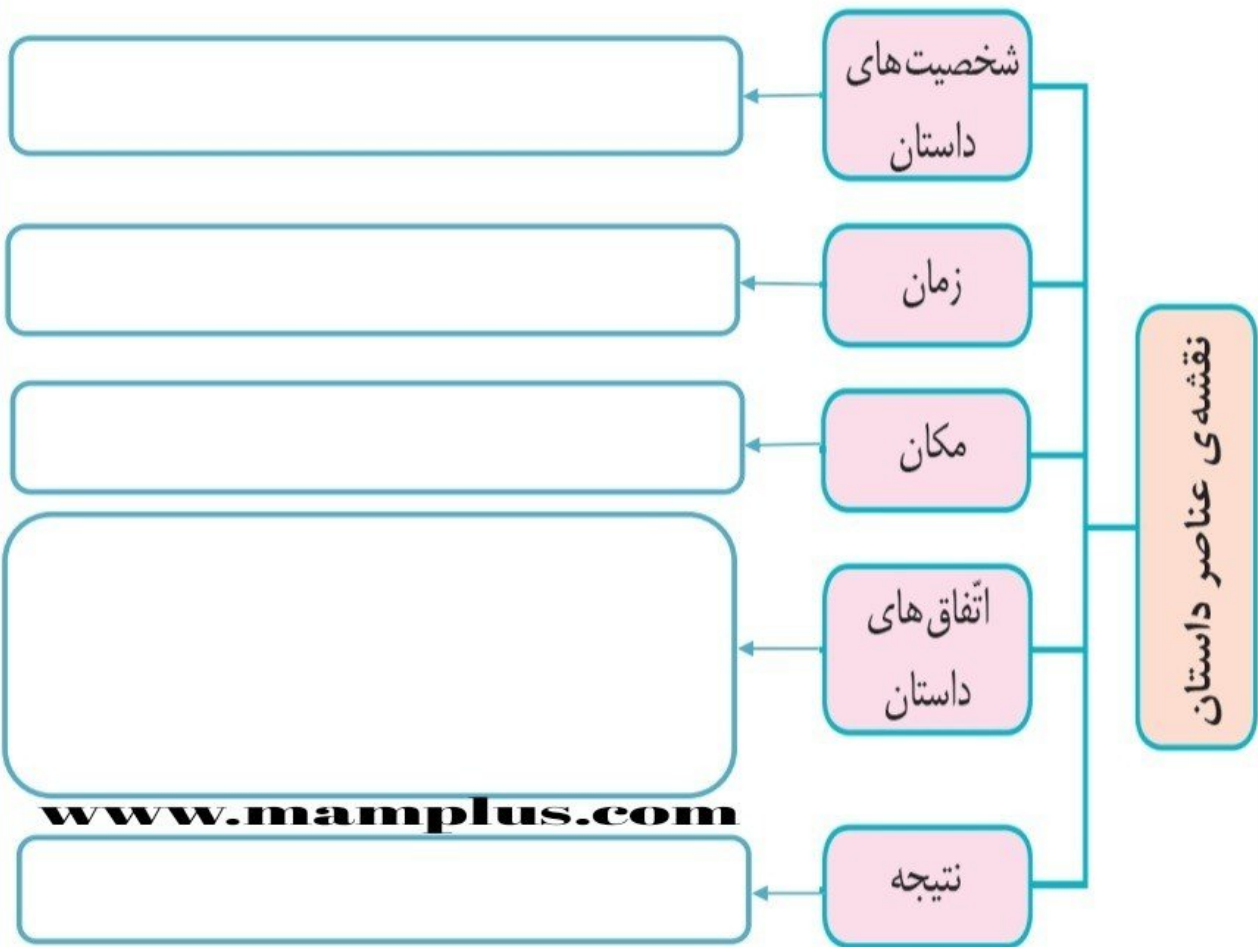 نقشه‌ی عناصر داستان
شخصیت‌های
داستان
زمان
مکان
اتّفاق‌های
داستان
نتیجه
www.mamplus.com